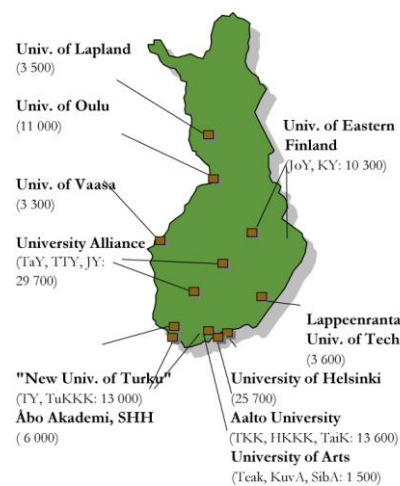 Univ. of Lapland
(3 500)
Univ. of Oulu
(11 000)
Univ. of Eastern
Finland
(JoY, KY: 10 300)
Univ. of Vaasa
(3 300)
University Alliance
(TaY, TTY, JY:
29 700)
Lappeenranta
Univ. of Tech
(3 600)
"New Univ. of Turku"
(TY, TuKKK: 13 000)
Åbo Akademi, SHH
( 6 000)
University of Helsinki
(25 700)
Aalto University
(TKK, HKKK, TaiK: 13 600)
University of Arts
(Teak, KuvA, SibA: 1 500)